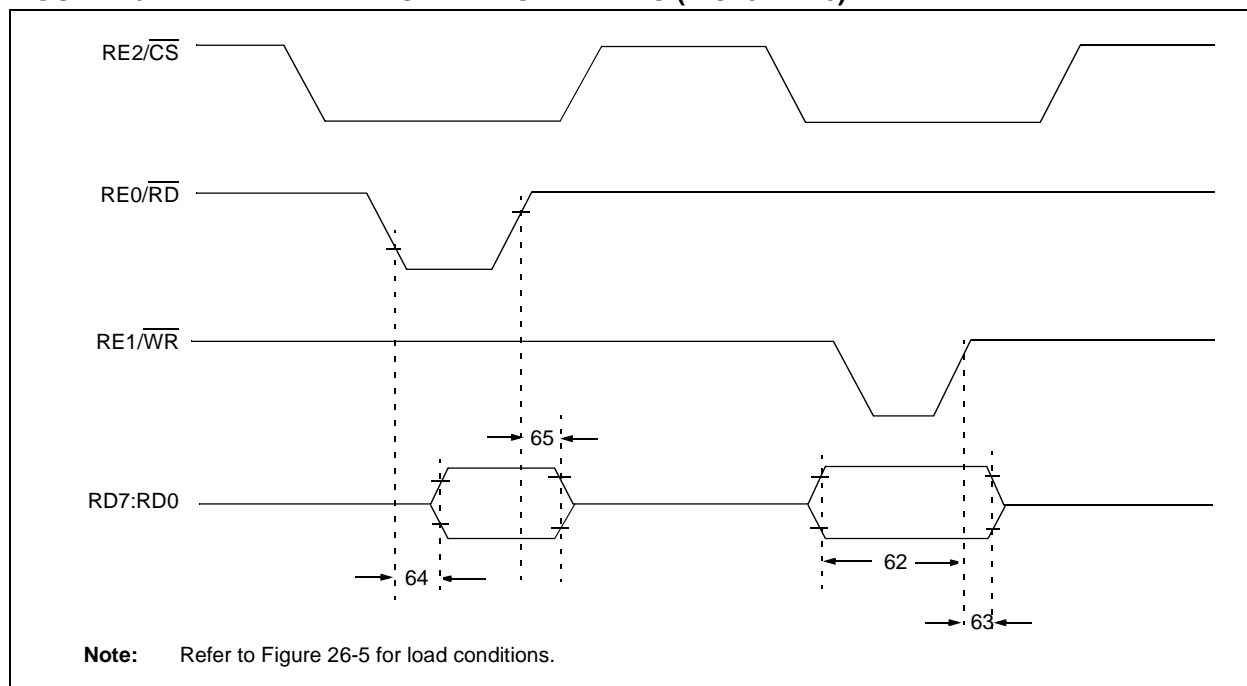 RE2/CS
RE0/RD
RE1/WR
65
RD7:RD0
62
64
63
Note: Refer to Figure 26-5 for load conditions.